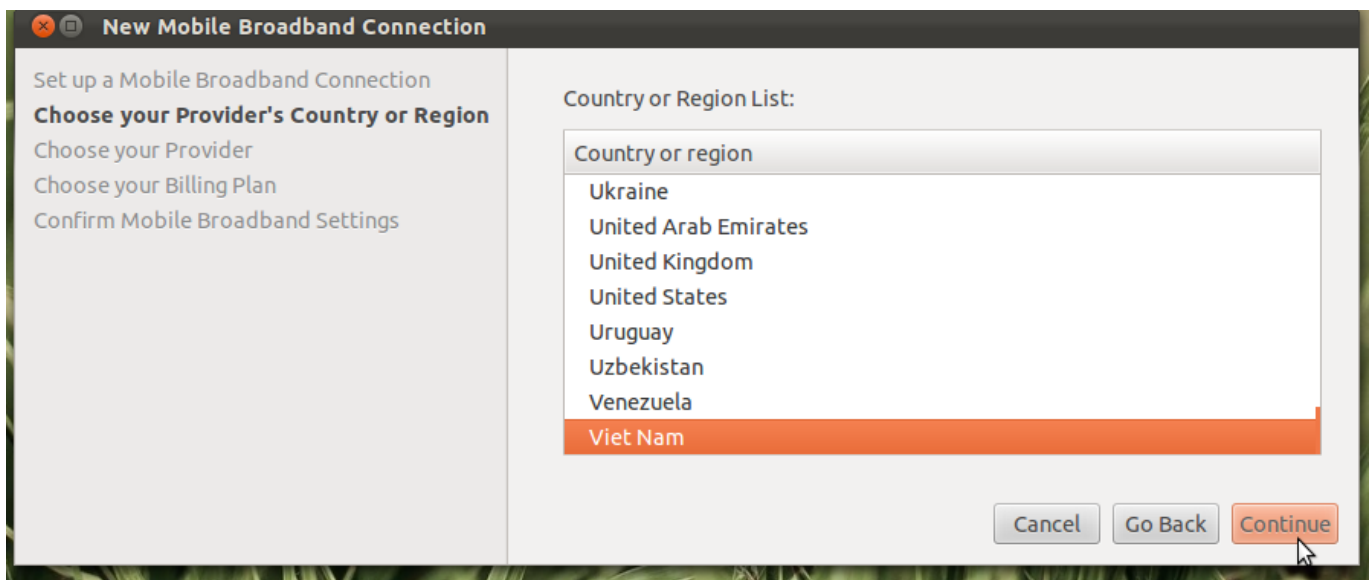 New Mobile Broadband Connection
Set up a Mobile Broadband Connection
Choose your Provider's Country or Region
Choose your Provider
Choose your Billing Plan
Confirm Mobile Broadband Settings
Country or Region List:
Country or region
Ukraine
United Arab Emirates
United Kingdom
United States
Uruguay
Uzbekistan
Venezuela
Viet Nam
Cancel
Go Back
Continue